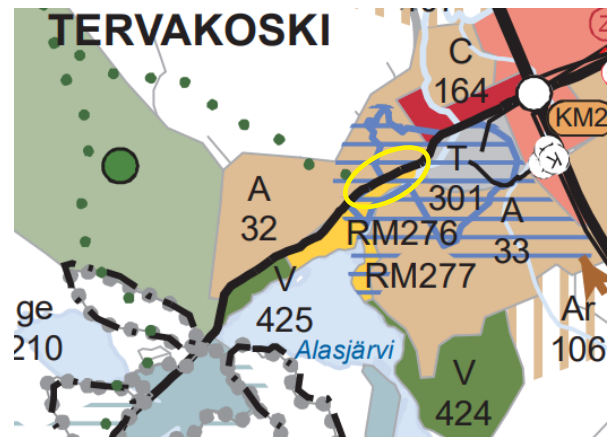 TERVAKOSKI
C
164
KM2
A
32
T
301
A
33
RM276
RM277
V
425
Alasjärvi
ge
210
Ar
106
V
424